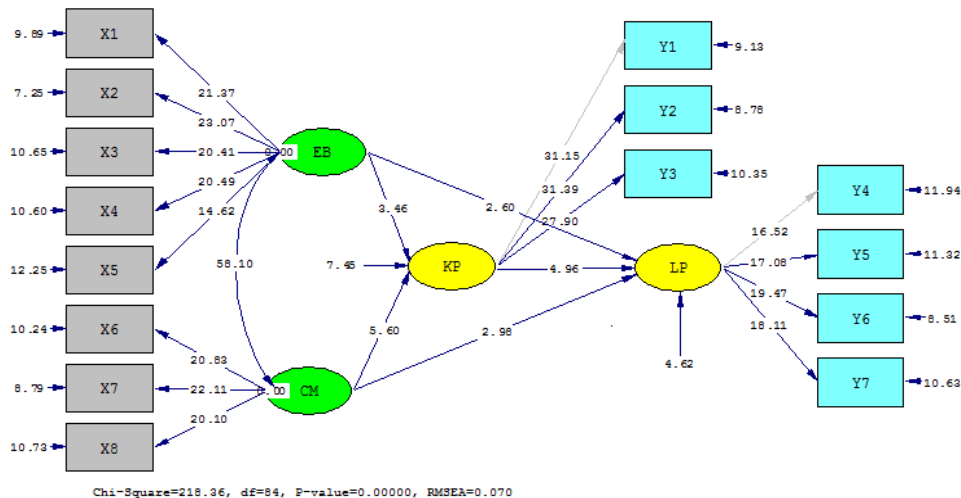 9.89 X1
7.25 X2
10.65 X3
10.60 X4
12.25 X5
10.24 X6
8.79 X7
10.73 X8
21.37
23.07
20.41
20.49
14.62
58.10
20.83
22.11
20.10
EB
CM
3.46
2.60
7.45 KP
5.60
4.96
2.98
LP
4.62
31.15
31.39
27.90
Y1 9.13
Y2 8.78
Y3 10.35
16.52
17.08
19.47
18.11
Y4 11.94
Y5 11.32
Y6 8.51
Y7 10.63
Chi-Square=218.36, df=84, P-value=0.00000, RMSEA=0.070